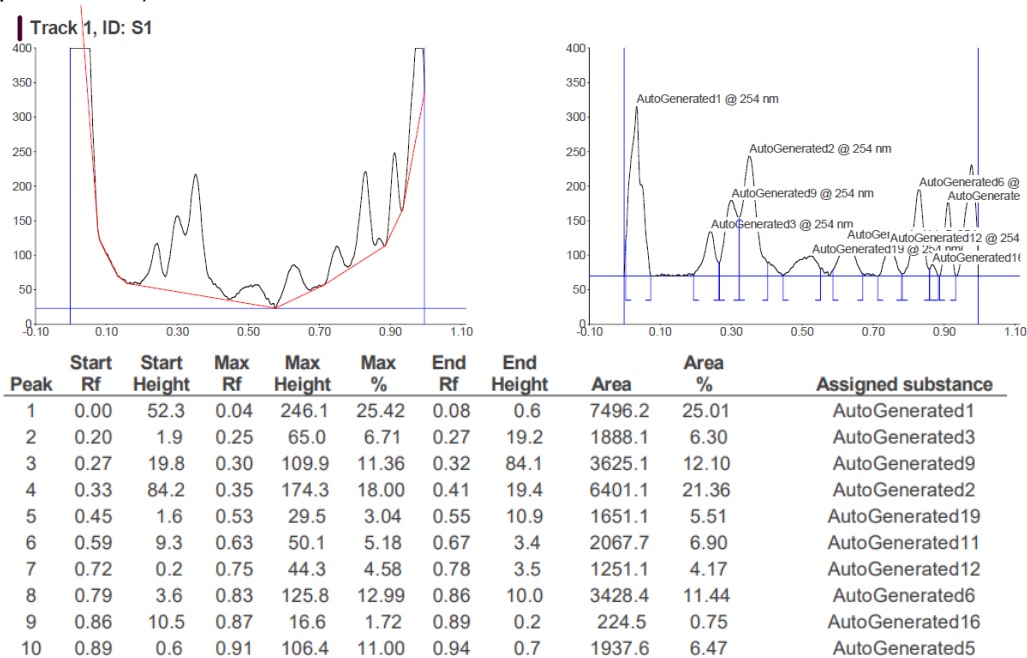 Track 1, ID: S1
400
350
300
250
200
150
100
50
0
-0.10 0.10 0.30 0.50 0.70 0.90 1.10
400
350
300
250
200
150
100
50
0
AutoGenerated1 @ 254 nm
AutoGenerated2 @ 254 nm
AutoGenerated6 @
AutoGenerated9 @ 254 nm
AutoGenerate
AutoGenerated3 @ 254 nm
AutoGenerated12 @ 254
AutoGenerated19 @ 254 nm
AutoGenerated16
-0.10 0.10 0.30 0.50 0.70 0.90 1.10
Start Start Max Max Max End End Area
Peak Rf Height Rf Height % Rf Height Area % Assigned substance
1 0.00 52.3 0.04 246.1 25.42 0.08 0.6 7496.2 25.01 AutoGenerated1
2 0.20 1.9 0.25 65.0 6.71 0.27 19.2 1888.1 6.30 AutoGenerated3
3 0.27 19.8 0.30 109.9 11.36 0.32 84.1 3625.1 12.10 AutoGenerated9
4 0.33 84.2 0.35 174.3 18.00 0.41 19.4 6401.1 21.36 AutoGenerated2
5 0.45 1.6 0.53 29.5 3.04 0.55 10.9 1651.1 5.51 AutoGenerated19
6 0.59 9.3 0.63 50.1 5.18 0.67 3.4 2067.7 6.90 AutoGenerated11
7 0.72 0.2 0.75 44.3 4.58 0.78 3.5 1251.1 4.17 AutoGenerated12
8 0.79 3.6 0.83 125.8 12.99 0.86 10.0 3428.4 11.44 AutoGenerated6
9 0.86 10.5 0.87 16.6 1.72 0.89 0.2 224.5 0.75 AutoGenerated16
10 0.89 0.6 0.91 106.4 11.00 0.94 0.7 1937.6 6.47 AutoGenerated5